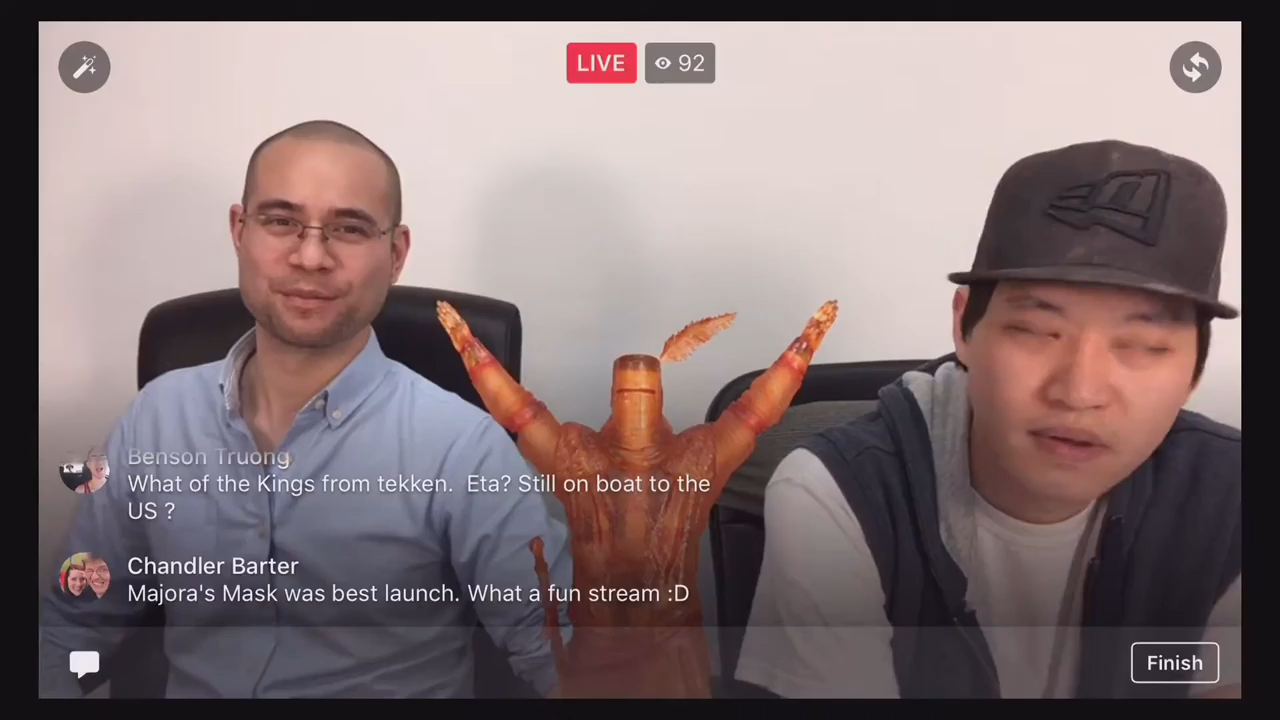 LIVE
92
Benson Truong
What of the Kings from tekken.  Eta? Still on boat to the
US ?
Chandler Barter
Majora's Mask was best launch. What a fun stream :D
Finish